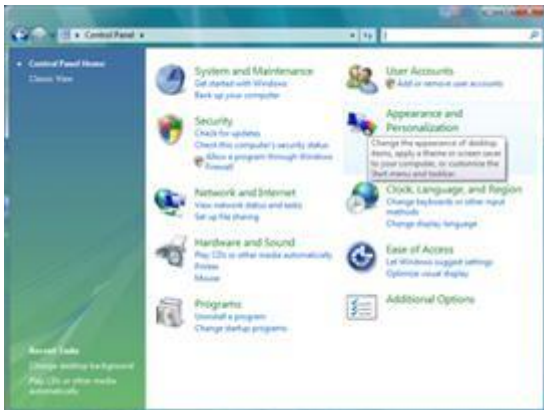 Control Panel
Control Panel Home
Classic View
System and Maintenance
Get started with Windows
Back up your computer
Security
Check for updates
Check this computer's security status
Allow a program through Windows
Firewall
Network and Internet
View network status and tasks
Set up file sharing
Hardware and Sound
Play CDs or other media automatically
Printer
Mouse
Programs
Uninstall a program
Change startup programs
User Accounts
Add or remove user accounts
Appearance and
Personalization
Change the appearance of desktop
items, apply a theme or screen saver
to your computer, or customize the
Start menu and taskbar.
Clock, Language, and Region
Change keyboards or other input
methods
Change display language
Ease of Access
Let Windows suggest settings
Optimize visual display
Additional Options
Recent Tasks
Change desktop background
Play CDs or other media
automatically